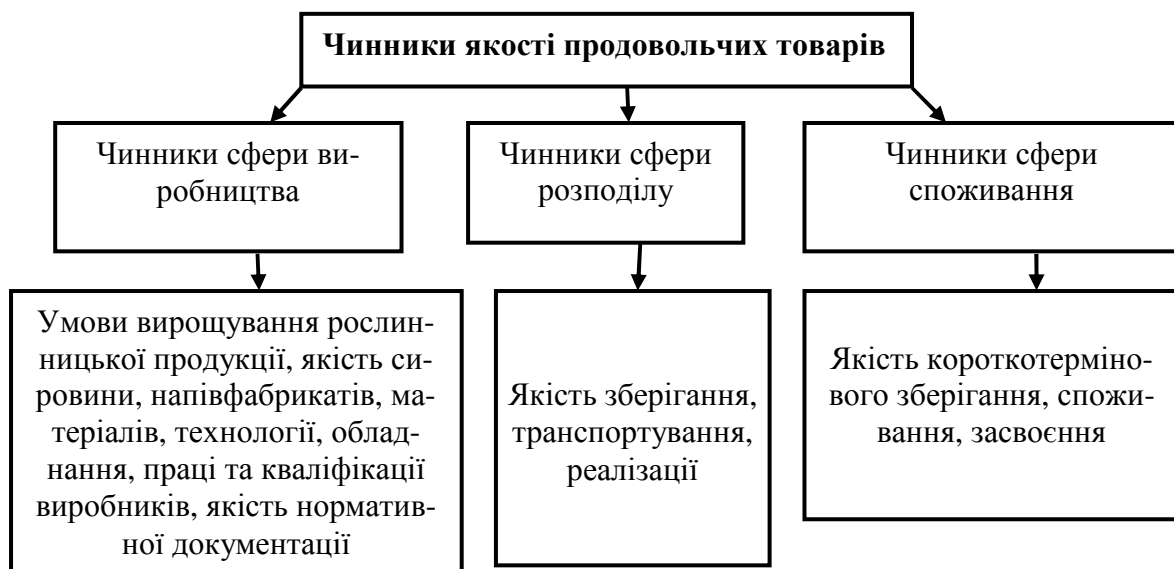 Чинники якості продовольчих товарів
Чинники сфери ви-
робництва
Чинники сфери
розподілу
Чинники сфери
споживання
Умови вирощування рослин-
ницької продукції, якість си-
ровини, напівфабрикатів, ма-
теріалів, технології, облад-
нання, праці та кваліфікації
виробників, якість норматив-
ної документації
Якість зберігання,
транспортування,
реалізації
Якість короткотерміно-
вого зберігання, спожи-
вання, засвоєння